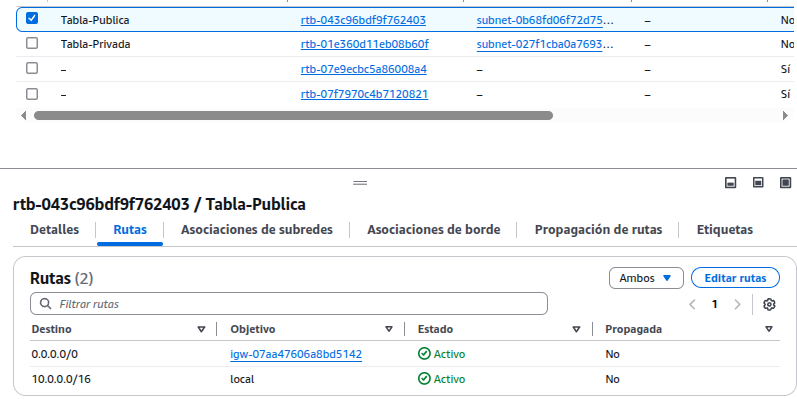 Tabla-Publica rtb-043c96bdf9f762403 subnet-0b68fd06f72d75... – No
Tabla-Privada rtb-01e360d11eb08b60f subnet-027f1cba0a7693... – No
– rtb-07e9ecbc5a86008a4 – – Sí
– rtb-07f7970c4b7120821 – – Sí
rtb-043c96bdf9f762403 / Tabla-Publica
Detalles Rutas Asociaciones de subredes Asociaciones de borde Propagación de rutas Etiquetas
Rutas (2) Ambos Editar rutas
Filtrar rutas 1
Destino Objetivo Estado Propagada
0.0.0.0/0 igw-07aa47606a8bd5142 Activo No
10.0.0.0/16 local Activo No